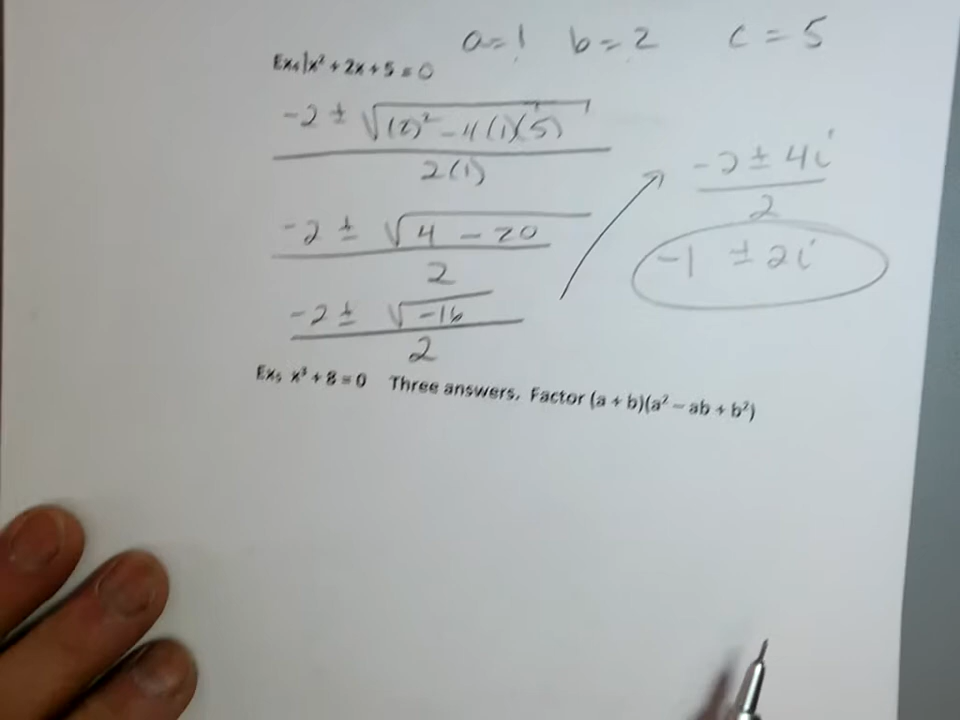 a=1 b=2 c=5
Ex₄ x² + 2x + 5 = 0
-2 ± √(2)² - 4(1)(5)
2(1)
-2 ± √4 - 20
2
-2 ± √-16
2
-2 ± 4i
2
-1 ± 2i
Ex₅ x³ + 8 = 0 Three answers. Factor (a + b)(a² – ab + b²)